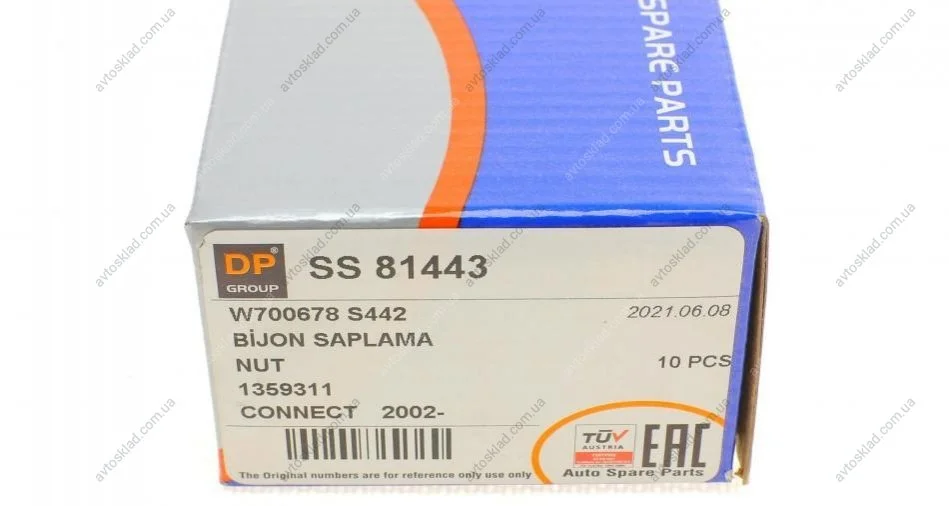 SPARE PARTS
DP®
GROUP
SS 81443
W700678 S442
2021.06.08
BİJON SAPLAMA
NUT
10 PCS
1359311
CONNECT 2002-
TÜV
AUSTRIA
EAC
Auto Spare Parts
The Original numbers are for reference only use only
avtosklad.com.ua